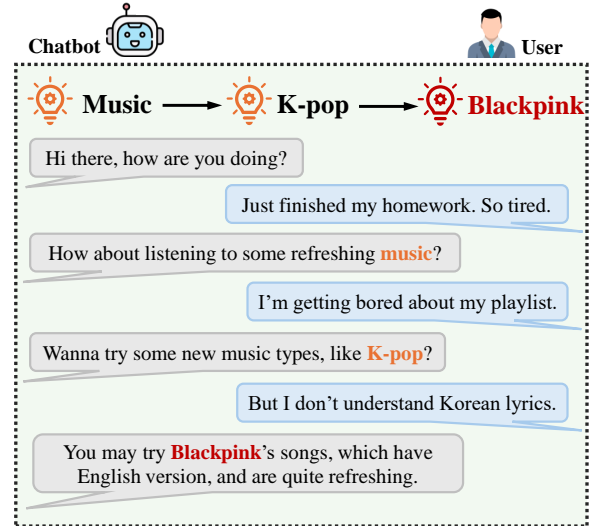 Chatbot
User
Music
K-pop
Blackpink
Hi there, how are you doing?
Just finished my homework. So tired.
How about listening to some refreshing music?
I'm getting bored about my playlist.
Wanna try some new music types, like K-pop?
But I don't understand Korean lyrics.
You may try Blackpink's songs, which have
English version, and are quite refreshing.